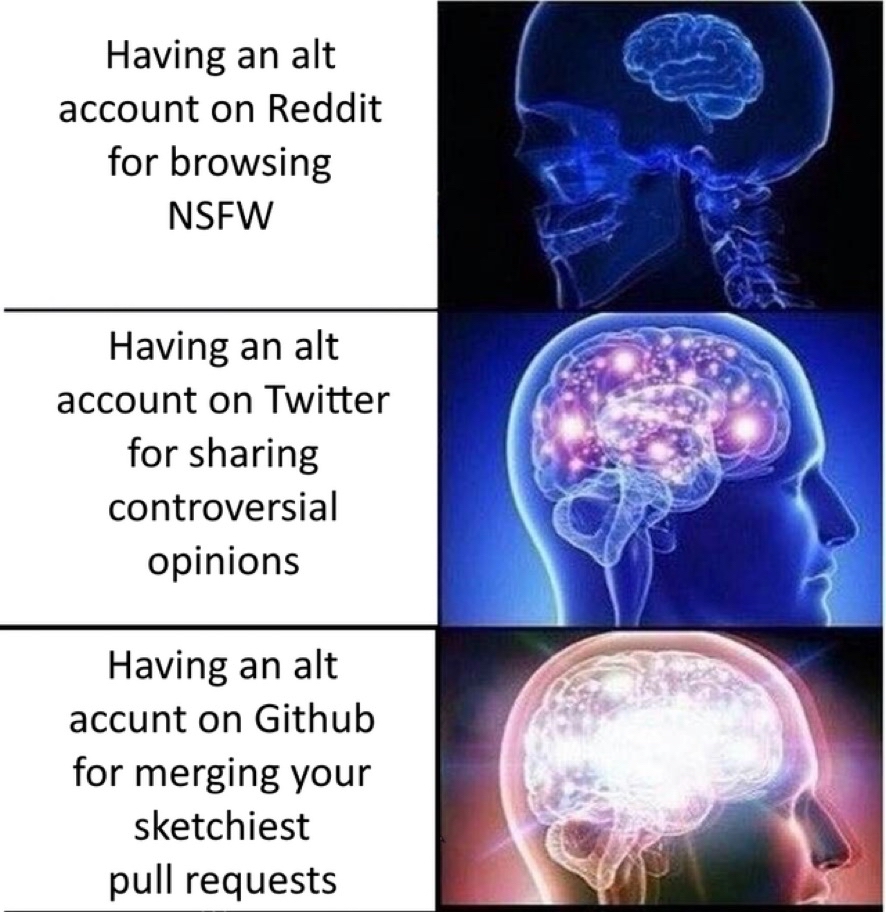 Having an alt
account on Reddit
for browsing
NSFW
Having an alt
account on Twitter
for sharing
controversial
opinions
Having an alt
accunt on Github
for merging your
sketchiest
pull requests